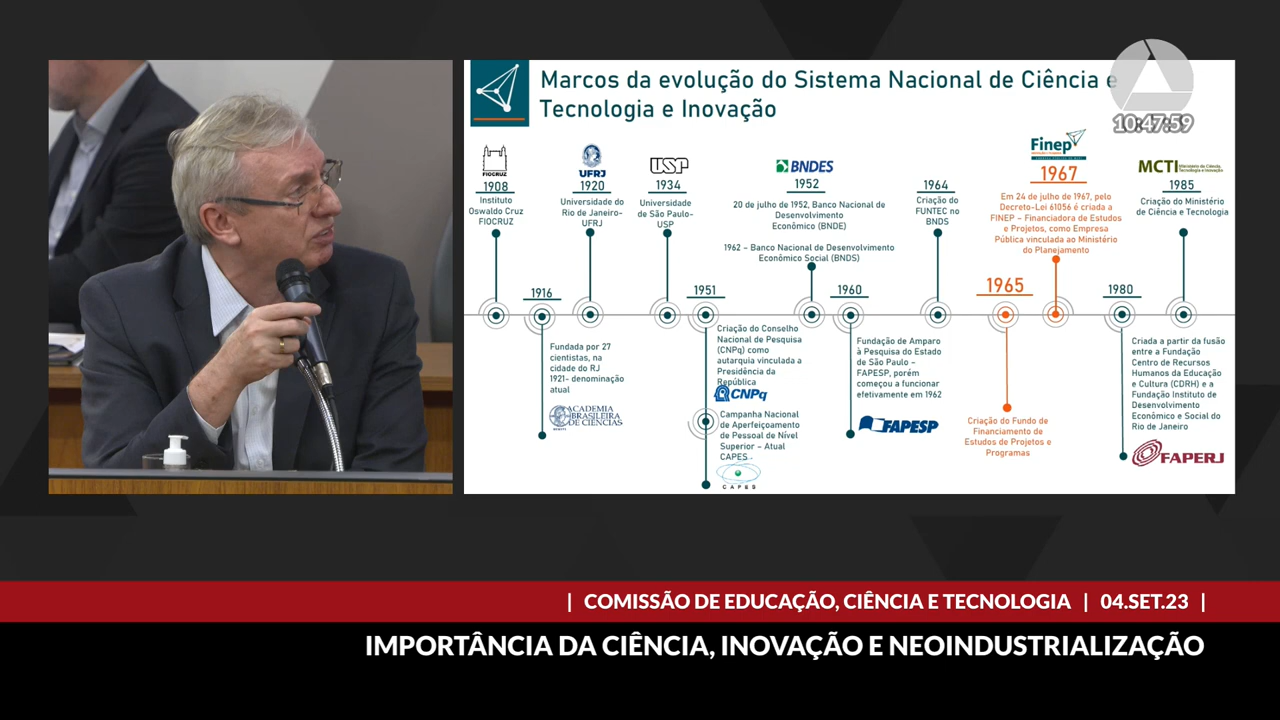 Marcos da evolução do Sistema Nacional de Ciência e
Tecnologia e Inovação
10:47:59
FIOCRUZ
1908
Instituto
Oswaldo Cruz
FIOCRUZ
UFRJ
1920
Universidade do
Rio de Janeiro-
UFRJ
USP
1934
Universidade
de São Paulo-
USP
BNDES
1952
20 de julho de 1952, Banco Nacional de
Desenvolvimento
Econômico (BNDE)
1962 – Banco Nacional de Desenvolvimento
Econômico Social (BNDS)
1964
Criação do
FUNTEC no
BNDS
Finep
1967
Em 24 de julho de 1967, pelo
Decreto-Lei 61056 é criada a
FINEP – Financiadora de Estudos
e Projetos, como Empresa
Pública vinculada ao Ministério
do Planejamento
MCTI Ministério da Ciência,
Tecnologia e Inovação
1985
Criação do Ministério
de Ciência e Tecnologia
1916
Fundada por 27
cientistas, na
cidade do RJ
1921- denominação
atual
ACADEMIA
BRASILEIRA
DE CIÊNCIAS
1951
Criação do Conselho
Nacional de Pesquisa
(CNPq) como
autarquia vinculada a
Presidência da
República
CNPq
Campanha Nacional
de Aperfeiçoamento
de Pessoal de Nível
Superior – Atual
CAPES
CAPES
1960
Fundação de Amparo
à Pesquisa do Estado
de São Paulo –
FAPESP, porém
começou a funcionar
efetivamente em 1962
FAPESP
1965
Criação do Fundo de
Financiamento de
Estudos de Projetos e
Programas
1980
Criada a partir da fusão
entre a Fundação
Centro de Recursos
Humanos da Educação
e Cultura (CDRH) e a
Fundação Instituto de
Desenvolvimento
Econômico e Social do
Rio de Janeiro
FAPERJ
| COMISSÃO DE EDUCAÇÃO, CIÊNCIA E TECNOLOGIA | 04.SET.23 |
IMPORTÂNCIA DA CIÊNCIA, INOVAÇÃO E NEOINDUSTRIALIZAÇÃO